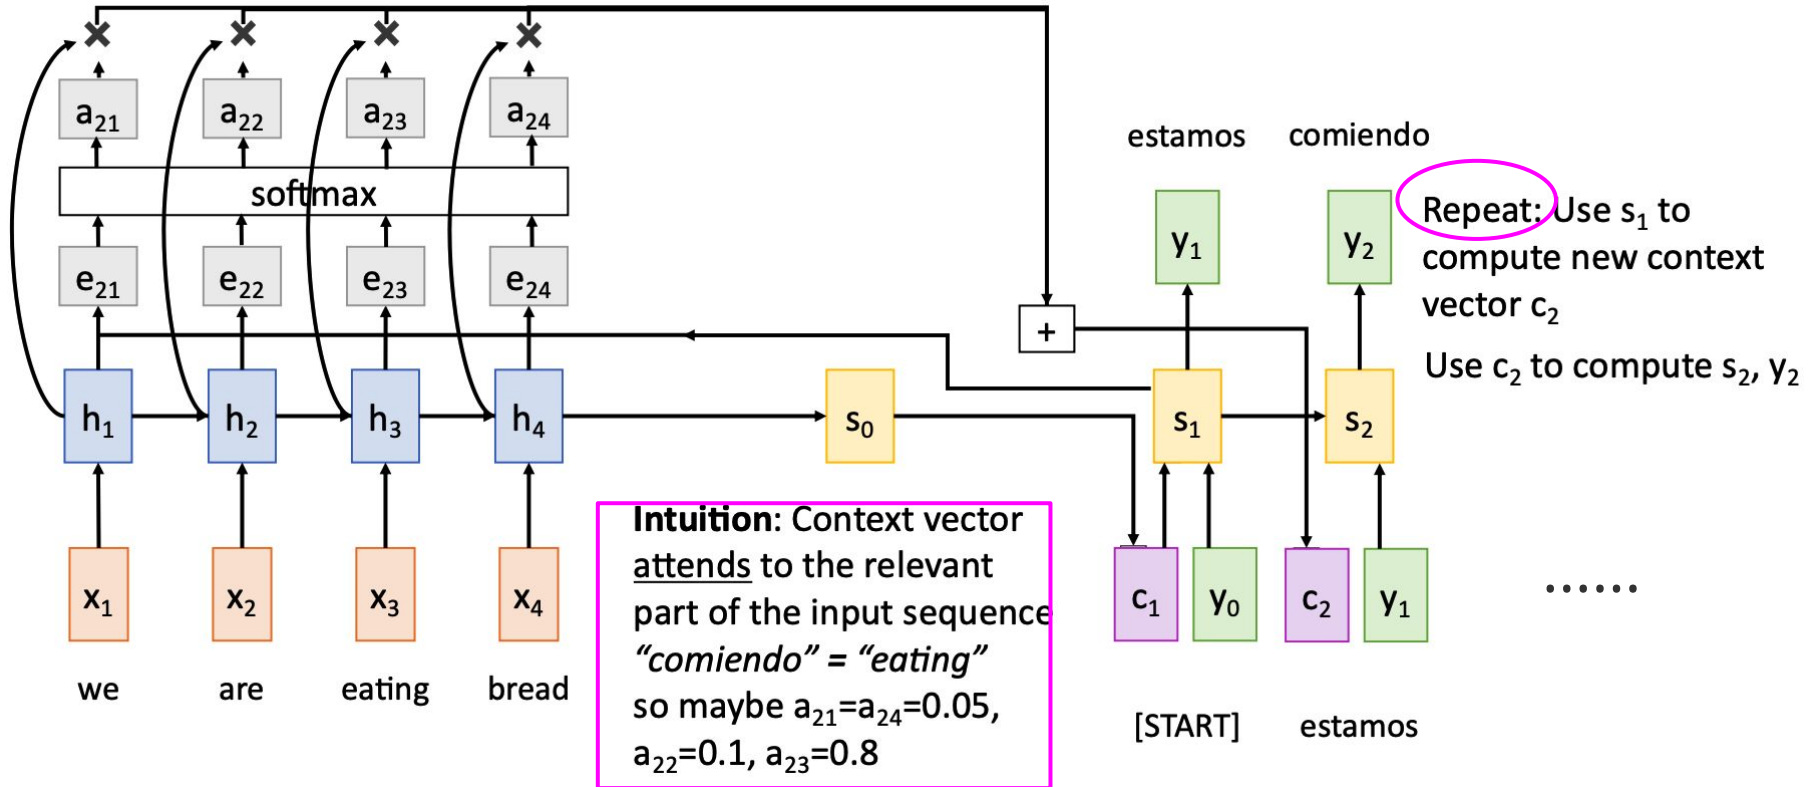 a21 a22 a23 a24
softmax
e21 e22 e23 e24
h1 h2 h3 h4 s0 s1 s2
x1 x2 x3 x4
we are eating bread
+
estamos comiendo
y1 y2
Repeat: Use s1 to
compute new context
vector c2
Use c2 to compute s2, y2
Intuition: Context vector
attends to the relevant
part of the input sequence
“comiendo” = “eating”
so maybe a21=a24=0.05,
a22=0.1, a23=0.8
c1 y0 c2 y1
......
[START] estamos